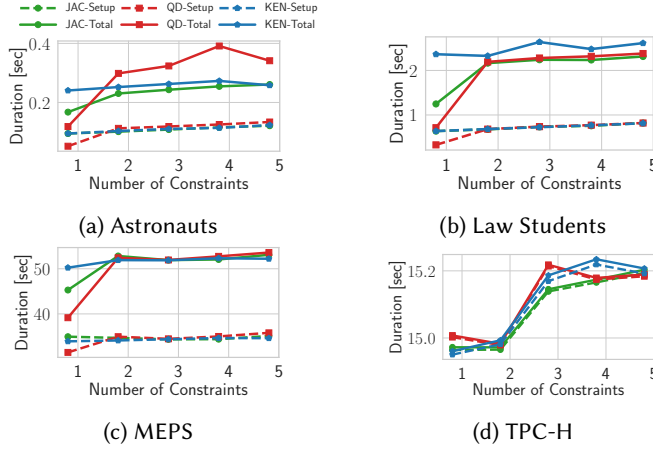 JAC-Setup QD-Setup KEN-Setup
JAC-Total QD-Total KEN-Total
Duration [sec]
0.4
0.2
1 2 3 4 5
Number of Constraints
(a) Astronauts
Duration [sec]
2
1
1 2 3 4 5
Number of Constraints
(b) Law Students
Duration [sec]
50
40
1 2 3 4 5
Number of Constraints
(c) MEPS
Duration [sec]
15.2
15.0
1 2 3 4 5
Number of Constraints
(d) TPC-H